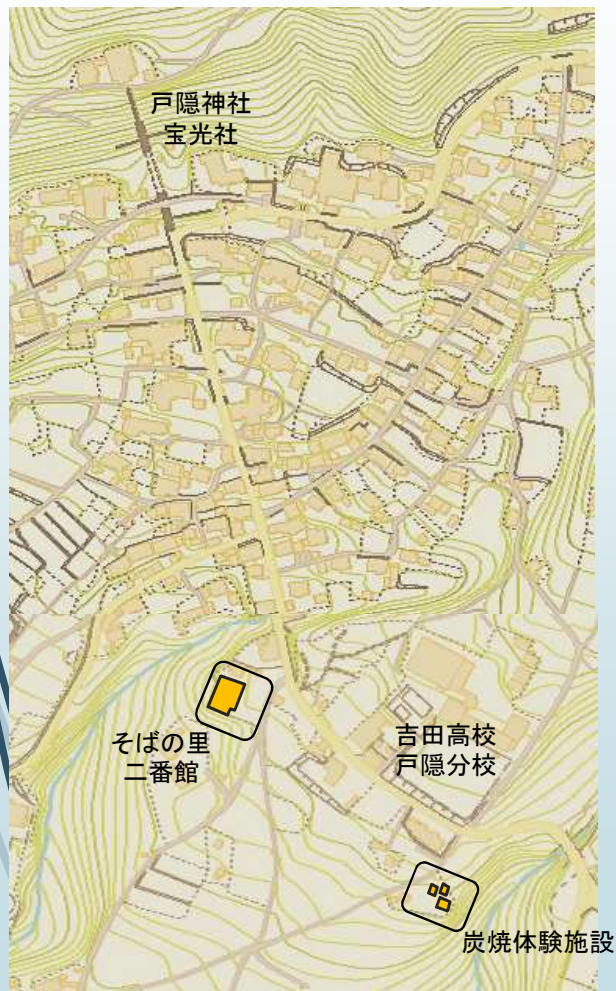 戸隠神社
宝光社
そばの里
二番館
吉田高校
戸隠分校
炭焼体験施設